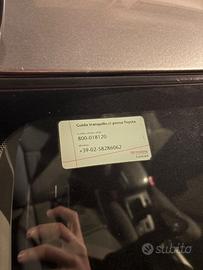 Guida tranquillo, ci pensa Toyota
800-018120
+39-02-58286062
subito